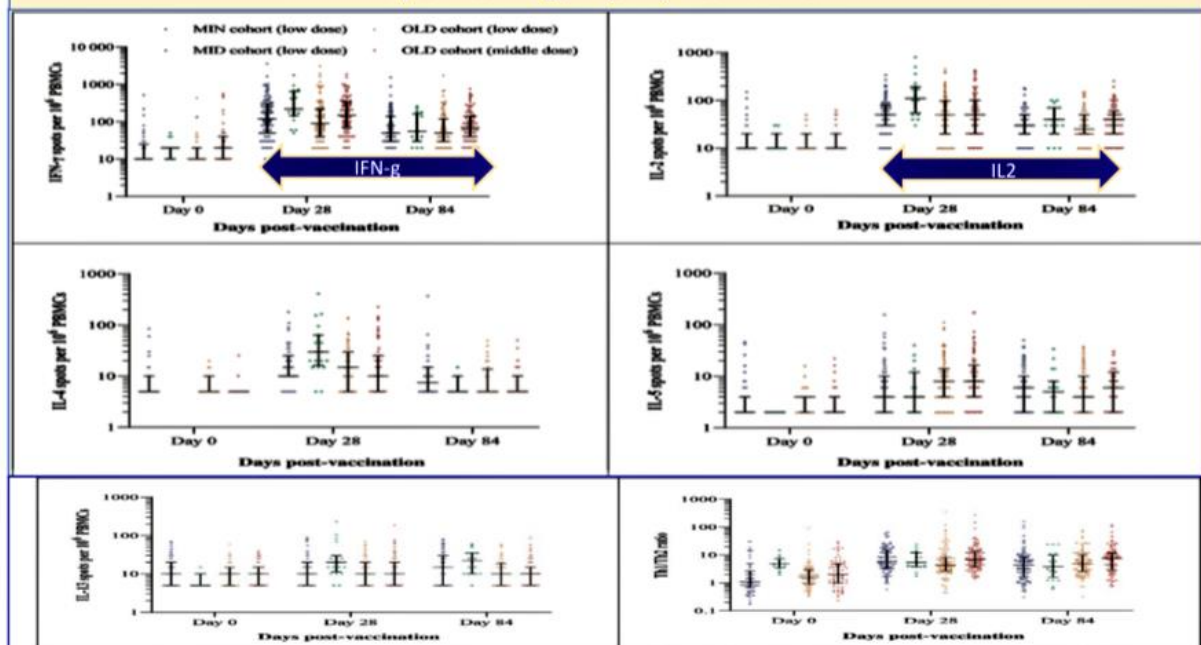 MIN cohort (low dose) OLD cohort (low dose)
MID cohort (low dose) OLD cohort (middle dose)
IFN-γ spots per 10⁶ PBMCs
10 000
1000
100
10
1
IFN-g
Day 0 Day 28 Day 84
Days post-vaccination
IL-2 spots per 10⁶ PBMCs
1000
100
10
1
IL2
Day 0 Day 28 Day 84
Days post-vaccination
IL-4 spots per 10⁶ PBMCs
1000
100
10
1
Day 0 Day 28 Day 84
Days post-vaccination
IL-5 spots per 10⁶ PBMCs
1000
100
10
1
Day 0 Day 28 Day 84
Days post-vaccination
IL-13 spots per 10⁶ PBMCs
1000
100
10
1
Day 0 Day 28 Day 84
Days post-vaccination
Th1/Th2 ratio
1000
100
10
1
0.1
Day 0 Day 28 Day 84
Days post-vaccination